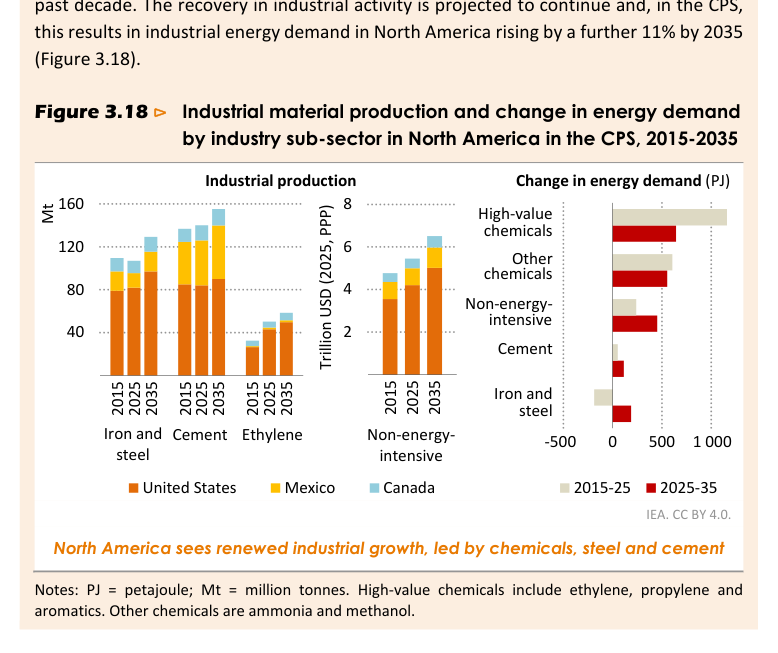 past decade. The recovery in industrial activity is projected to continue and, in the CPS,
this results in industrial energy demand in North America rising by a further 11% by 2035
(Figure 3.18).
Figure 3.18 ▻ Industrial material production and change in energy demand
by industry sub-sector in North America in the CPS, 2015-2035
Industrial production
Mt
160
120
80
40
2015 2025 2035 2015 2025 2035 2015 2025 2035
Iron and
steel
Cement
Ethylene
Trillion USD (2025, PPP)
8
6
4
2
2015 2025 2035
Non-energy-
intensive
United States Mexico Canada
Change in energy demand (PJ)
High-value
chemicals
Other
chemicals
Non-energy-
intensive
Cement
Iron and
steel
-500 0 500 1 000
2015-25 2025-35
IEA. CC BY 4.0.
North America sees renewed industrial growth, led by chemicals, steel and cement
Notes: PJ = petajoule; Mt = million tonnes. High-value chemicals include ethylene, propylene and
aromatics. Other chemicals are ammonia and methanol.